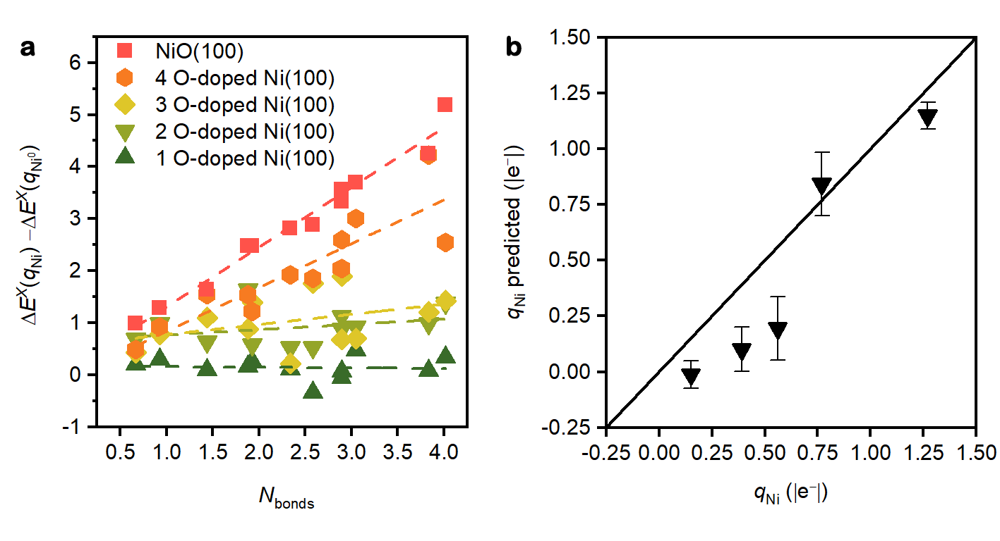 a
NiO(100)
4 O-doped Ni(100)
3 O-doped Ni(100)
2 O-doped Ni(100)
1 O-doped Ni(100)
6
5
4
3
2
1
0
-1
0.5 1.0 1.5 2.0 2.5 3.0 3.5 4.0
N_bonds
ΔE^X(q_Ni) −ΔE^X(q_Ni⁰)
b
1.50
1.25
1.00
0.75
0.50
0.25
0.00
-0.25
-0.25 0.00 0.25 0.50 0.75 1.00 1.25 1.50
q_Ni (|e⁻|)
q_Ni predicted (|e⁻|)